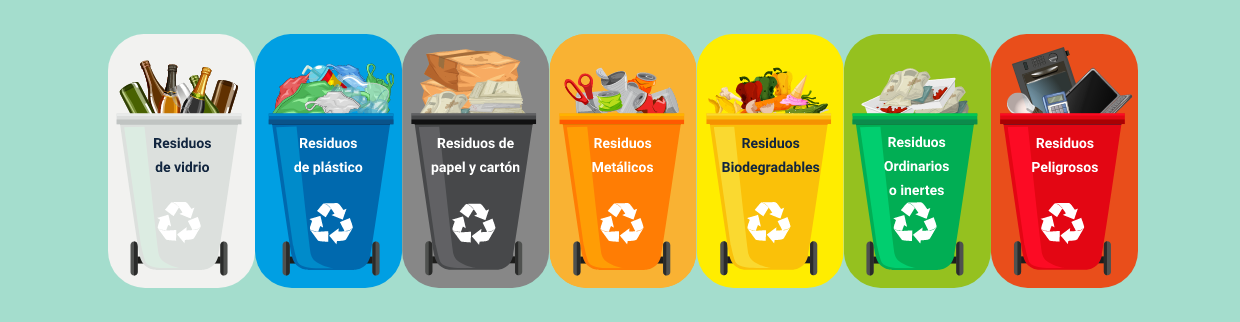 Residuos
de vidrio
Residuos
de plástico
Residuos de
papel y cartón
Residuos
Metálicos
Residuos
Biodegradables
Residuos
Ordinarios
o inertes
Residuos
Peligrosos